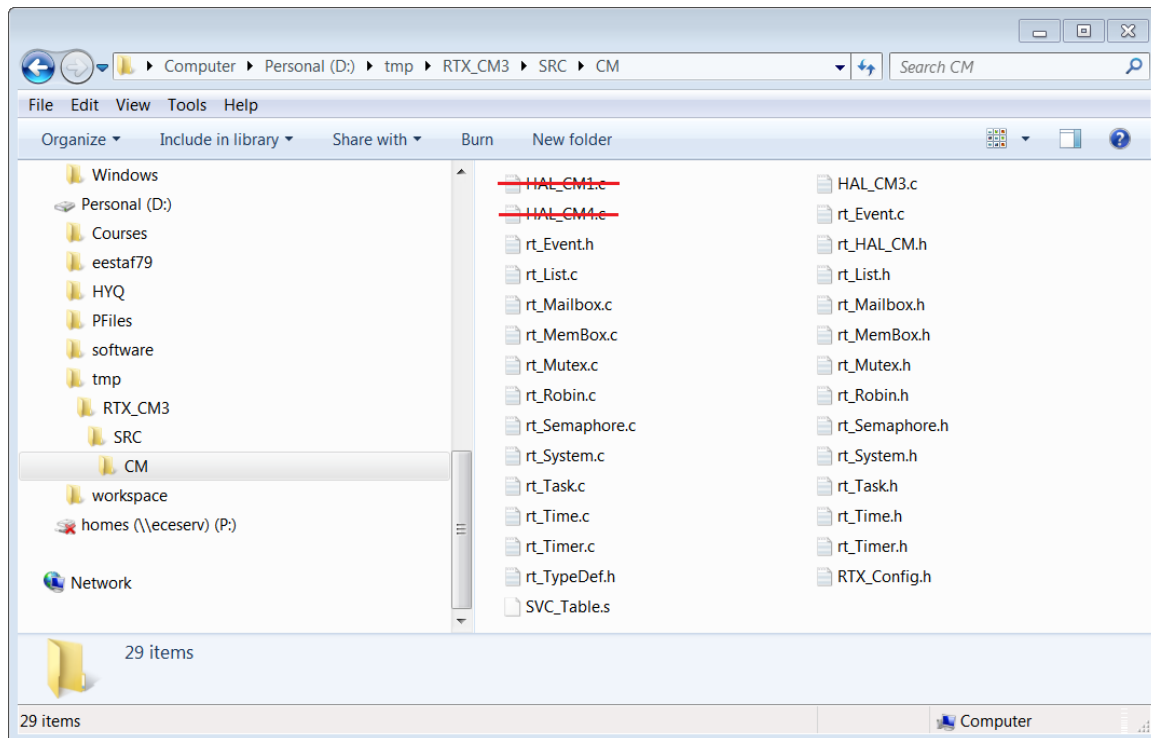 Computer Personal (D:) tmp RTX_CM3 SRC CM Search CM
File Edit View Tools Help
Organize Include in library Share with Burn New folder
Windows
Personal (D:)
Courses
eestaf79
HYQ
PFiles
software
tmp
RTX_CM3
SRC
CM
workspace
homes (\\eceserv) (P:)
Network
HAL_CM1.c HAL_CM3.c
HAL_CM4.c rt_Event.c
rt_Event.h rt_HAL_CM.h
rt_List.c rt_List.h
rt_Mailbox.c rt_Mailbox.h
rt_MemBox.c rt_MemBox.h
rt_Mutex.c rt_Mutex.h
rt_Robin.c rt_Robin.h
rt_Semaphore.c rt_Semaphore.h
rt_System.c rt_System.h
rt_Task.c rt_Task.h
rt_Time.c rt_Time.h
rt_Timer.c rt_Timer.h
rt_TypeDef.h RTX_Config.h
SVC_Table.s
29 items
29 items Computer